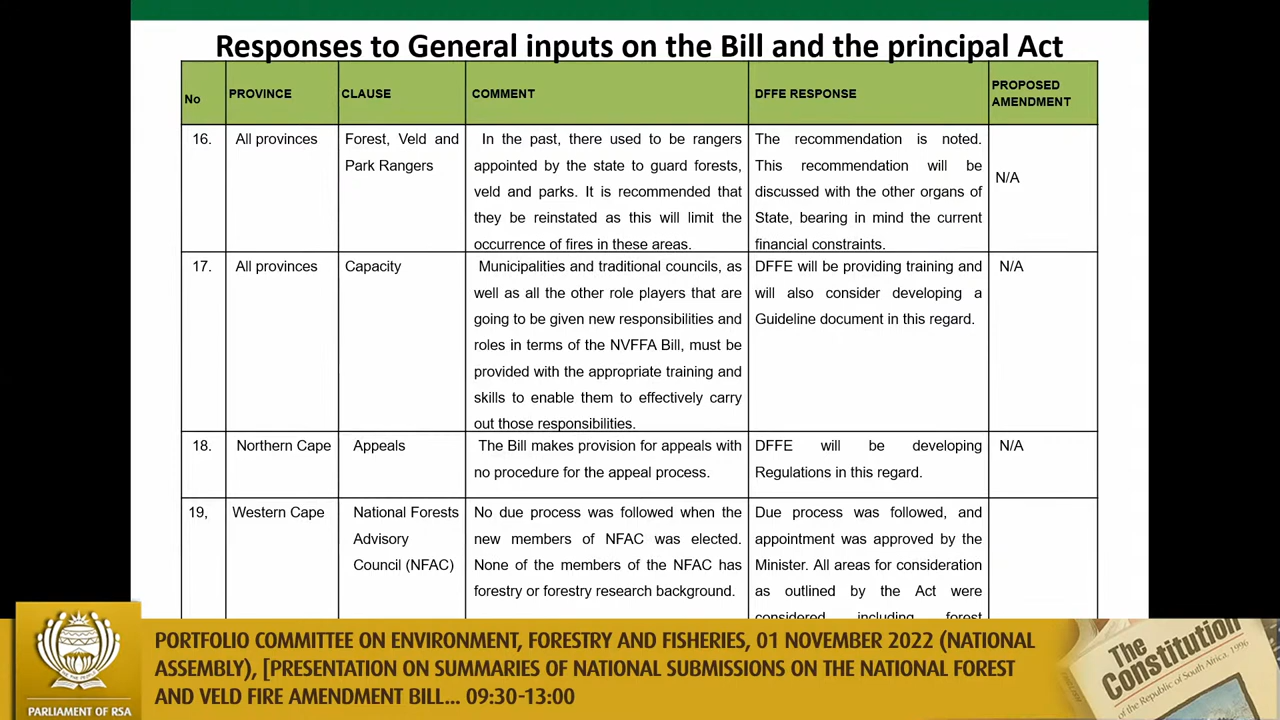 Responses to General inputs on the Bill and the principal Act
No
PROVINCE
CLAUSE
COMMENT
DFFE RESPONSE
PROPOSED
AMENDMENT
16.
All provinces
Forest, Veld and
Park Rangers
In the past, there used to be rangers
appointed by the state to guard forests,
veld and parks. It is recommended that
they be reinstated as this will limit the
occurrence of fires in these areas.
The recommendation is noted.
This recommendation will be
discussed with the other organs of
State, bearing in mind the current
financial constraints.
N/A
17.
All provinces
Capacity
Municipalities and traditional councils, as
well as all the other role players that are
going to be given new responsibilities and
roles in terms of the NVFFA Bill, must be
provided with the appropriate training and
skills to enable them to effectively carry
out those responsibilities.
DFFE will be providing training and
will also consider developing a
Guideline document in this regard.
N/A
18.
Northern Cape
Appeals
The Bill makes provision for appeals with
no procedure for the appeal process.
DFFE will be developing
Regulations in this regard.
N/A
19,
Western Cape
National Forests
Advisory
Council (NFAC)
No due process was followed when the
new members of NFAC was elected.
None of the members of the NFAC has
forestry or forestry research background.
Due process was followed, and
appointment was approved by the
Minister. All areas for consideration
as outlined by the Act were
considered including forest
PORTFOLIO COMMITTEE ON ENVIRONMENT, FORESTRY AND FISHERIES, 01 NOVEMBER 2022 (NATIONAL
ASSEMBLY), [PRESENTATION ON SUMMARIES OF NATIONAL SUBMISSIONS ON THE NATIONAL FOREST
AND VELD FIRE AMENDMENT BILL... 09:30-13:00
PARLIAMENT OF RSA
The
Constitution
of the Republic of South Africa, 1996